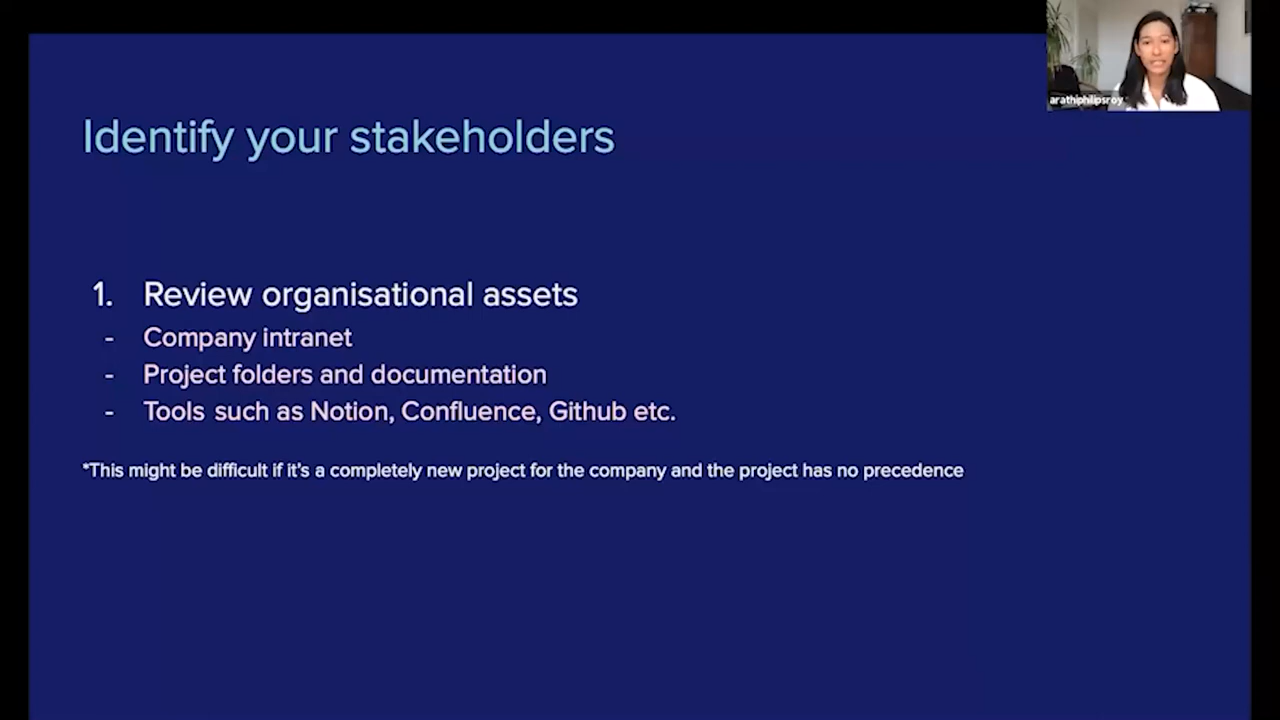 arathiphilipsroy
Identify your stakeholders
1. Review organisational assets
- Company intranet
- Project folders and documentation
- Tools such as Notion, Confluence, Github etc.
*This might be difficult if it's a completely new project for the company and the project has no precedence